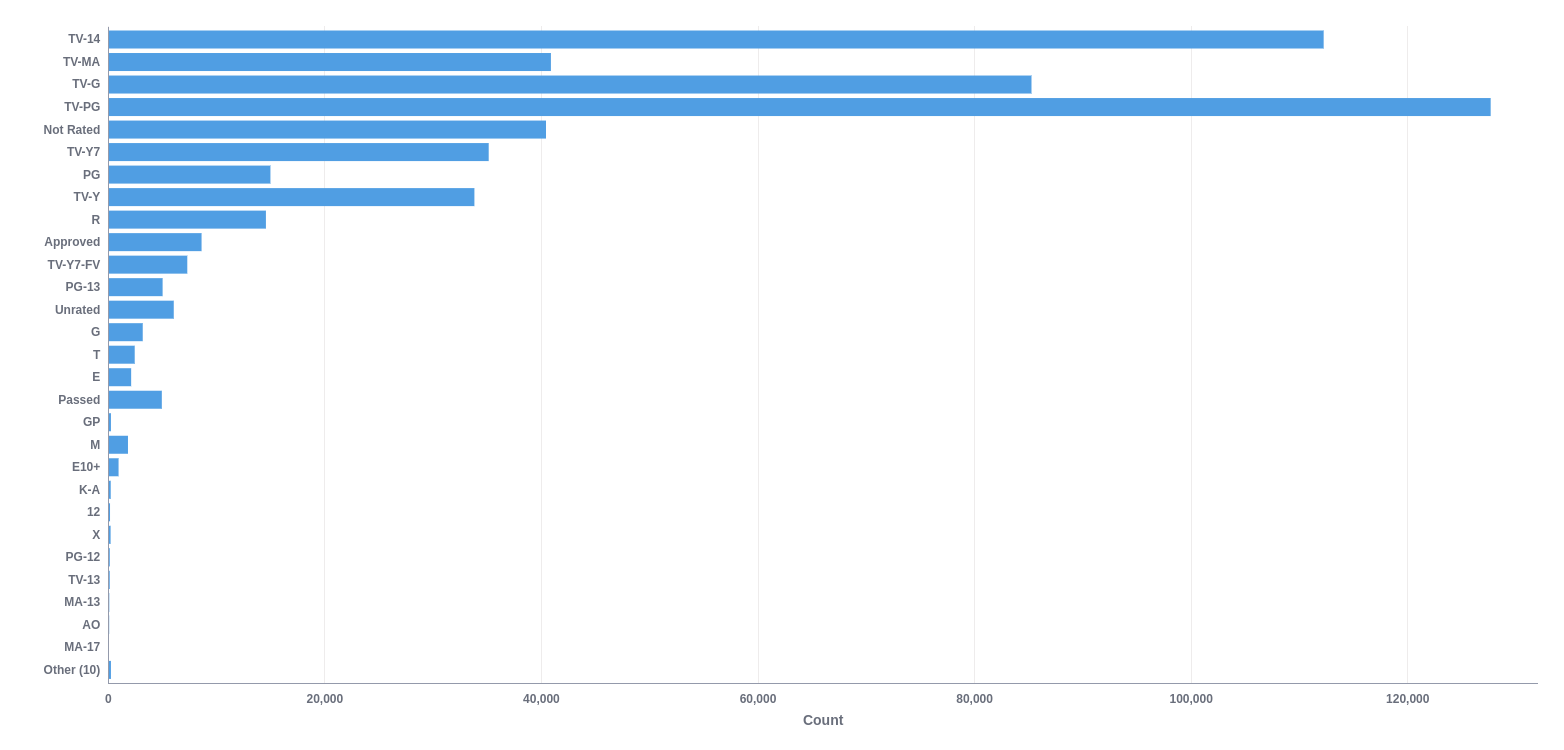 TV-14
TV-MA
TV-G
TV-PG
Not Rated
TV-Y7
PG
TV-Y
R
Approved
TV-Y7-FV
PG-13
Unrated
G
T
E
Passed
GP
M
E10+
K-A
12
X
PG-12
TV-13
MA-13
AO
MA-17
Other (10)
0 20,000 40,000 60,000 80,000 100,000 120,000
Count